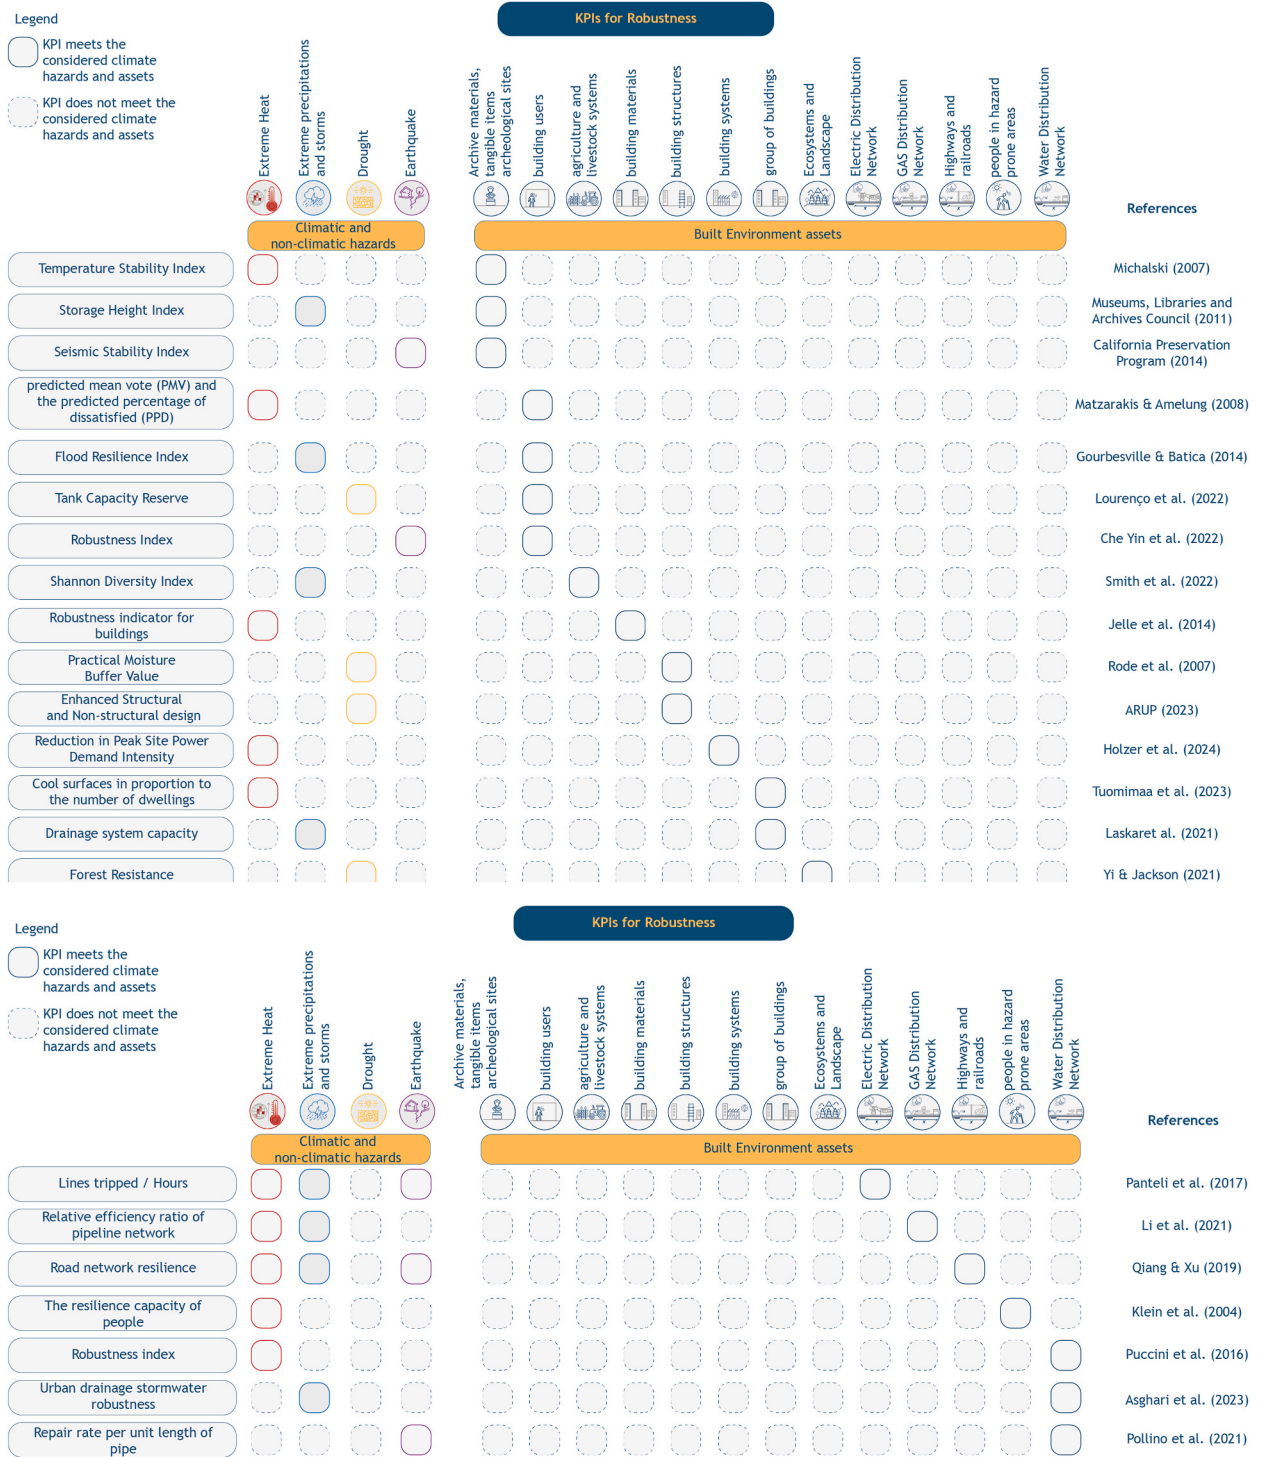 Legend
KPIs for Robustness
KPI meets the
considered climate
hazards and assets
KPI does not meet the
considered climate
hazards and assets
Extreme Heat
Extreme precipitations
and storms
Drought
Earthquake
Archive materials,
tangible items
archeological sites
building users
agriculture and
livestock systems
building materials
building structures
building systems
group of buildings
Ecosystems and
Landscape
Electric Distribution
Network
GAS Distribution
Network
Highways and
railroads
people in hazard
prone areas
Water Distribution
Network
References
Climatic and
non-climatic hazards
Built Environment assets
Temperature Stability Index
Michalski (2007)
Storage Height Index
Museums, Libraries and
Archives Council (2011)
Seismic Stability Index
California Preservation
Program (2014)
predicted mean vote (PMV) and
the predicted percentage of
dissatisfied (PPD)
Matzarakis & Amelung (2008)
Flood Resilience Index
Gourbesville & Batica (2014)
Tank Capacity Reserve
Lourenço et al. (2022)
Robustness Index
Che Yin et al. (2022)
Shannon Diversity Index
Smith et al. (2022)
Robustness indicator for
buildings
Jelle et al. (2014)
Practical Moisture
Buffer Value
Rode et al. (2007)
Enhanced Structural
and Non-structural design
ARUP (2023)
Reduction in Peak Site Power
Demand Intensity
Holzer et al. (2024)
Cool surfaces in proportion to
the number of dwellings
Tuomimaa et al. (2023)
Drainage system capacity
Laskaret al. (2021)
Forest Resistance
Yi & Jackson (2021)
KPIs for Robustness
Legend
KPI meets the
considered climate
hazards and assets
KPI does not meet the
considered climate
hazards and assets
Extreme Heat
Extreme precipitations
and storms
Drought
Earthquake
Archive materials,
tangible items
archeological sites
building users
agriculture and
livestock systems
building materials
building structures
building systems
group of buildings
Ecosystems and
Landscape
Electric Distribution
Network
GAS Distribution
Network
Highways and
railroads
people in hazard
prone areas
Water Distribution
Network
References
Climatic and
non-climatic hazards
Built Environment assets
Lines tripped / Hours
Panteli et al. (2017)
Relative efficiency ratio of
pipeline network
Li et al. (2021)
Road network resilience
Qiang & Xu (2019)
The resilience capacity of
people
Klein et al. (2004)
Robustness index
Puccini et al. (2016)
Urban drainage stormwater
robustness
Asghari et al. (2023)
Repair rate per unit length of
pipe
Pollino et al. (2021)